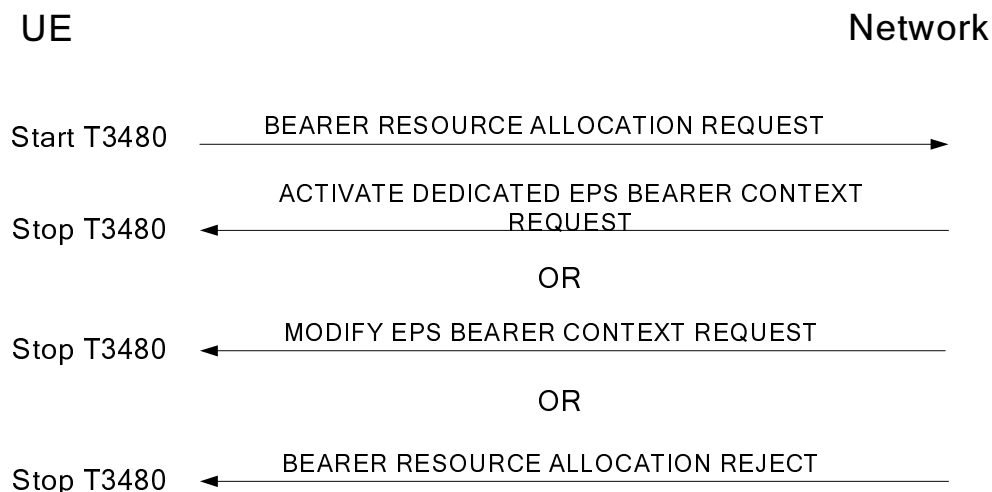 UE
Network
Start T3480
BEARER RESOURCE ALLOCATION REQUEST
ACTIVATE DEDICATED EPS BEARER CONTEXT
REQUEST
Stop T3480
OR
Stop T3480
MODIFY EPS BEARER CONTEXT REQUEST
OR
Stop T3480
BEARER RESOURCE ALLOCATION REJECT